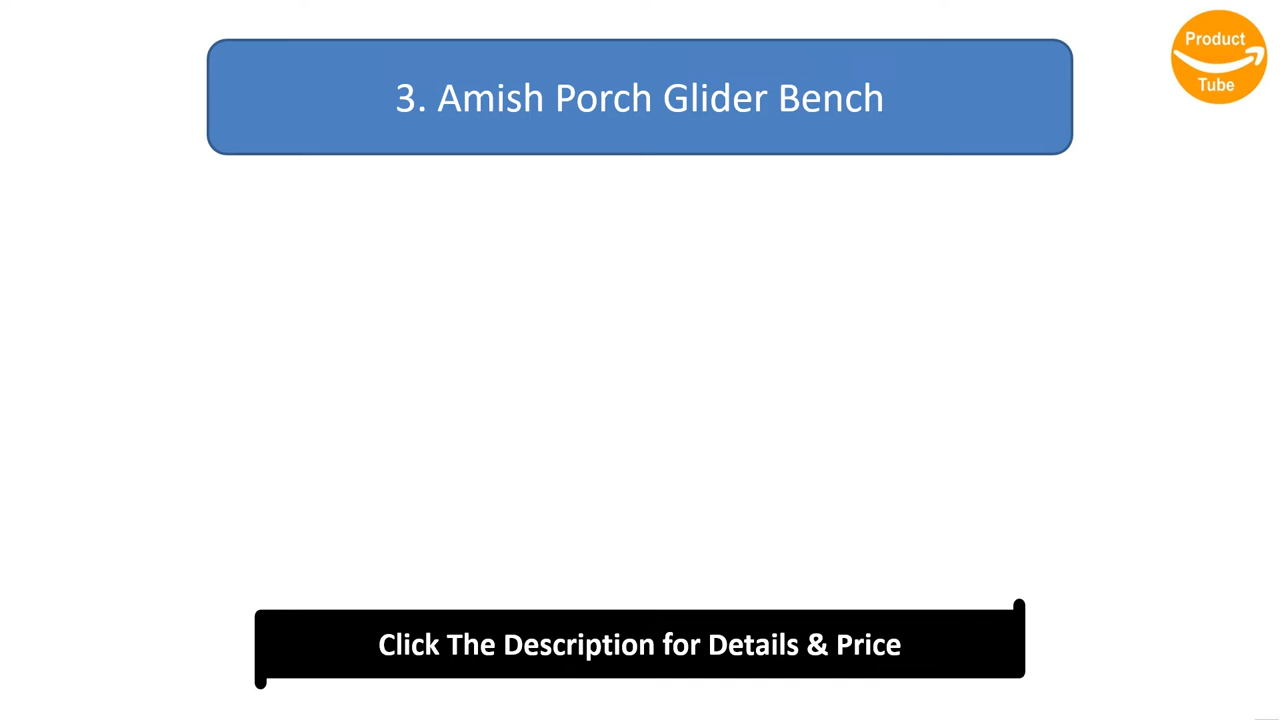 3. Amish Porch Glider Bench
Product
Tube
Click The Description for Details & Price